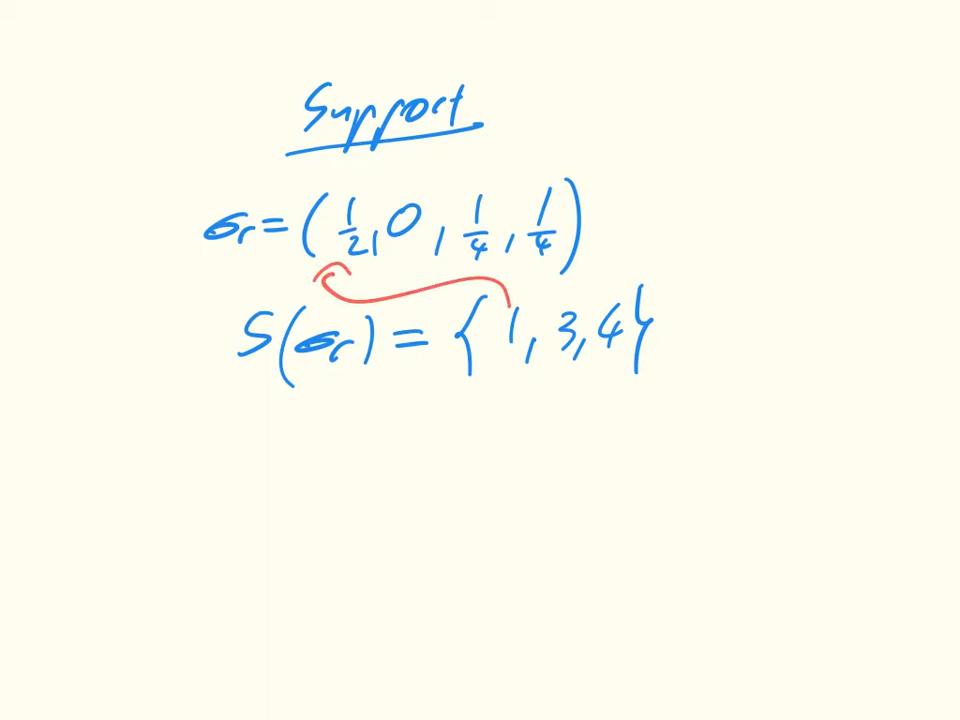 Support
σr = (1/2, 0, 1/4, 1/4)
S(σr) = {1, 3, 4}